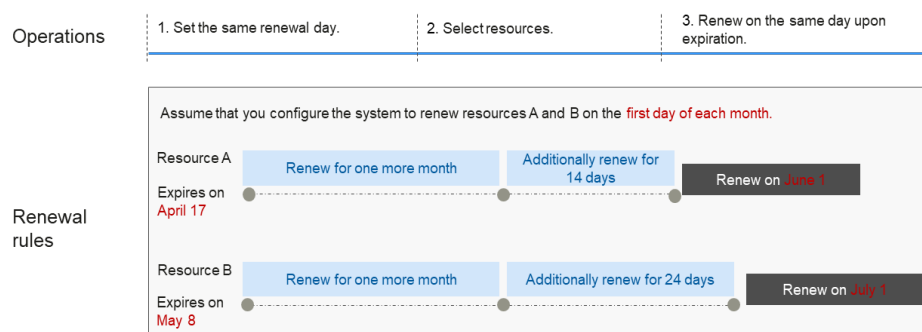 Operations
1. Set the same renewal day.
2. Select resources.
3. Renew on the same day upon
expiration.
Renewal
rules
Assume that you configure the system to renew resources A and B on the first day of each month.
Resource A
Renew for one more month
Additionally renew for
14 days
Renew on June 1
Expires on
April 17
Resource B
Renew for one more month
Additionally renew for 24 days
Renew on July 1
Expires on
May 8